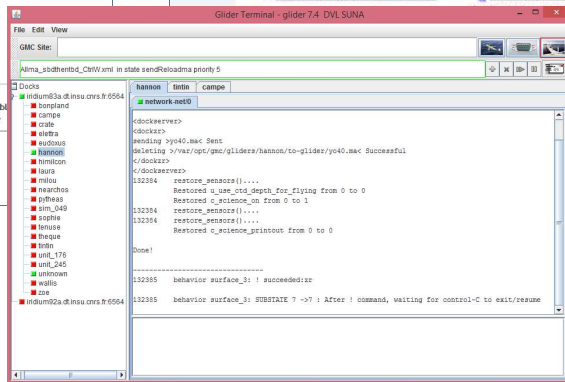 Glider Terminal - glider 7.4 DVL SUNA
File Edit View
GMC Site:
Allma_sbdthentbd_CtrlW.xml in state sendReloadma priority 5
Docks
iridium83a.dt.insu.cnrs.fr:6564
bonpland
campe
crate
elettra
eudoxus
hannon
himilcon
laura
milou
nearchos
pytheas
sim_049
sophie
tenuse
theque
tintin
unit_176
unit_245
unknown
wallis
zoe
iridium92a.dt.insu.cnrs.fr:6564
hannon tintin campe
network-net/0
<dockserver>
<dockzr>
sending >yo40.ma< Sent
deleting >/var/opt/gmc/gliders/hannon/to-glider/yo40.ma< Successful
</dockzr>
</dockserver>
132384 restore_sensors()....
Restored u_use_ctd_depth_for_flying from 0 to 0
Restored c_science_on from 0 to 1
132384 restore_sensors()....
132384 restore_sensors()....
Restored c_science_printout from 0 to 0
Done!
--------------------------------
132385 behavior surface_3: ! succeeded:zr
132385 behavior surface_3: SUBSTATE 7 ->7 : After ! command, waiting for control-C to exit/resume